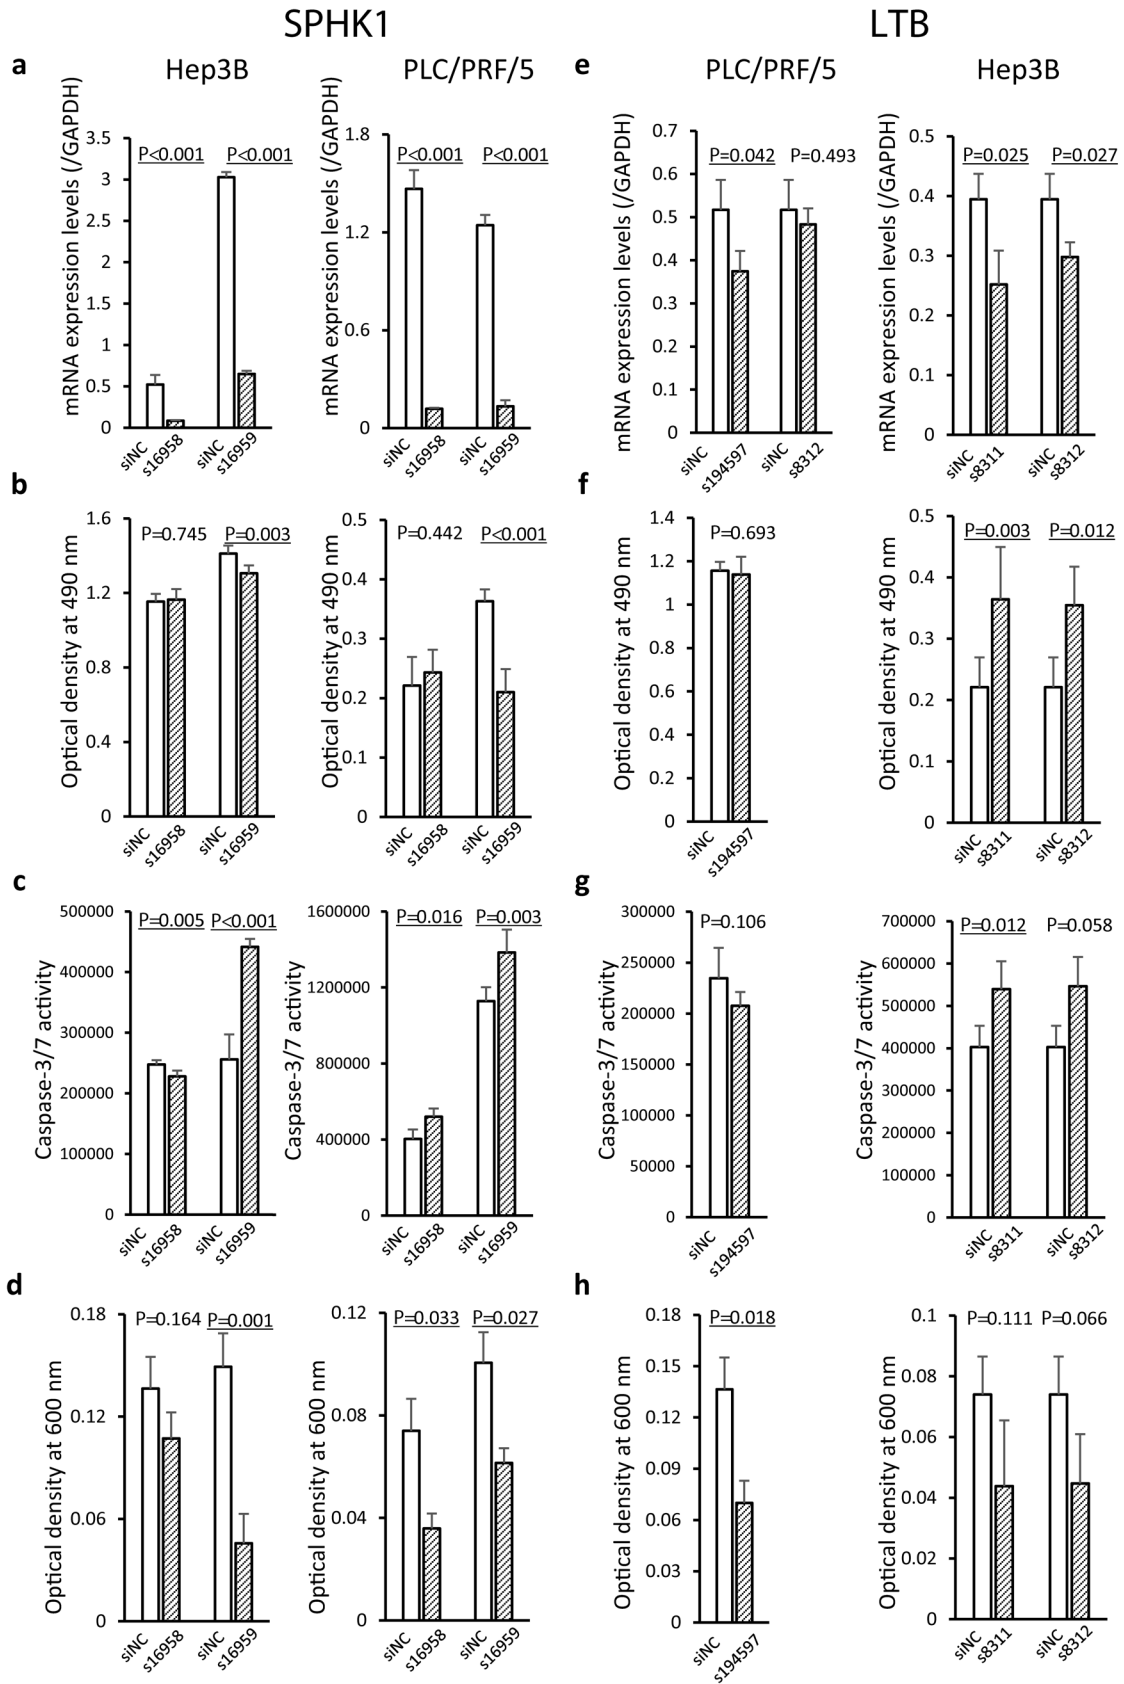 SPHK1
LTB
a
Hep3B
PLC/PRF/5
e
PLC/PRF/5
Hep3B
mRNA expression levels (/GAPDH)
3.5
3
2.5
2
1.5
1
0.5
0
P<0.001
P<0.001
siNC
s16958
siNC
s16959
mRNA expression levels (/GAPDH)
1.8
1.2
0.6
0
P<0.001
P<0.001
siNC
s16958
siNC
s16959
mRNA expression levels (/GAPDH)
0.7
0.6
0.5
0.4
0.3
0.2
0.1
0
P=0.042
P=0.493
siNC
s194597
siNC
s8312
mRNA expression levels (/GAPDH)
0.5
0.4
0.3
0.2
0.1
0
P=0.025
P=0.027
siNC
s8311
siNC
s8312
b
Optical density at 490 nm
1.6
1.2
0.8
0.4
0
P=0.745
P=0.003
siNC
s16958
siNC
s16959
Optical density at 490 nm
0.5
0.4
0.3
0.2
0.1
0
P=0.442
P<0.001
siNC
s16958
siNC
s16959
f
Optical density at 490 nm
1.4
1.2
1
0.8
0.6
0.4
0.2
0
P=0.693
siNC
s194597
Optical density at 490 nm
0.5
0.4
0.3
0.2
0.1
0
P=0.003
P=0.012
siNC
s8311
siNC
s8312
c
Caspase-3/7 activity
500000
400000
300000
200000
100000
0
P=0.005
P<0.001
siNC
s16958
siNC
s16959
Caspase-3/7 activity
1600000
1200000
800000
400000
0
P=0.016
P=0.003
siNC
s16958
siNC
s16959
g
Caspase-3/7 activity
300000
250000
200000
150000
100000
50000
0
P=0.106
siNC
s194597
Caspase-3/7 activity
700000
600000
500000
400000
300000
200000
100000
0
P=0.012
P=0.058
siNC
s8311
siNC
s8312
d
Optical density at 600 nm
0.18
0.12
0.06
0
P=0.164
P=0.001
siNC
s16958
siNC
s16959
Optical density at 600 nm
0.12
0.08
0.04
0
P=0.033
P=0.027
siNC
s16958
siNC
s16959
h
Optical density at 600 nm
0.18
0.15
0.12
0.09
0.06
0.03
0
P=0.018
siNC
s194597
Optical density at 600 nm
0.1
0.08
0.06
0.04
0.02
0
P=0.111
P=0.066
siNC
s8311
siNC
s8312